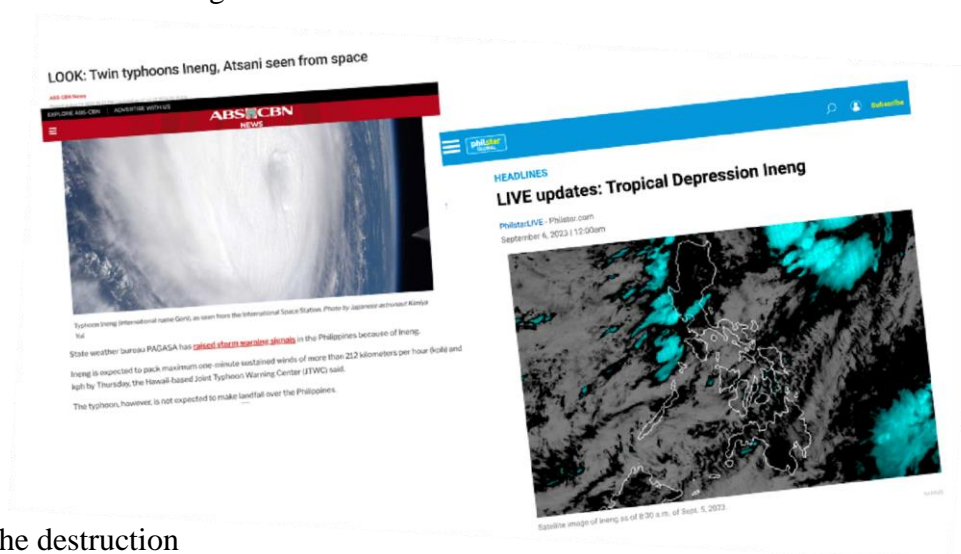 LOOK: Twin typhoons Ineng, Atsani seen from space
ABS-CBN News
EXPLORE ABS-CBN ADVERTISE WITH US
ABS CBN
NEWS
Typhoon Ineng (international name Goni), as seen from the International Space Station. Photo by Japanese astronaut Kimiya
Yui
State weather bureau PAGASA has raised storm warning signals in the Philippines because of Ineng.
Ineng is expected to pack maximum one-minute sustained winds of more than 212 kilometers per hour (kph) and
kph by Thursday, the Hawaii-based Joint Typhoon Warning Center (JTWC) said.
The typhoon, however, is not expected to make landfall over the Philippines.
philstar
GLOBAL
Subscribe
HEADLINES
LIVE updates: Tropical Depression Ineng
PhilstarLIVE - Philstar.com
September 6, 2023 | 12:00am
Satellite image of Ineng as of 8:30 a.m. of Sept. 5, 2023.
he destruction